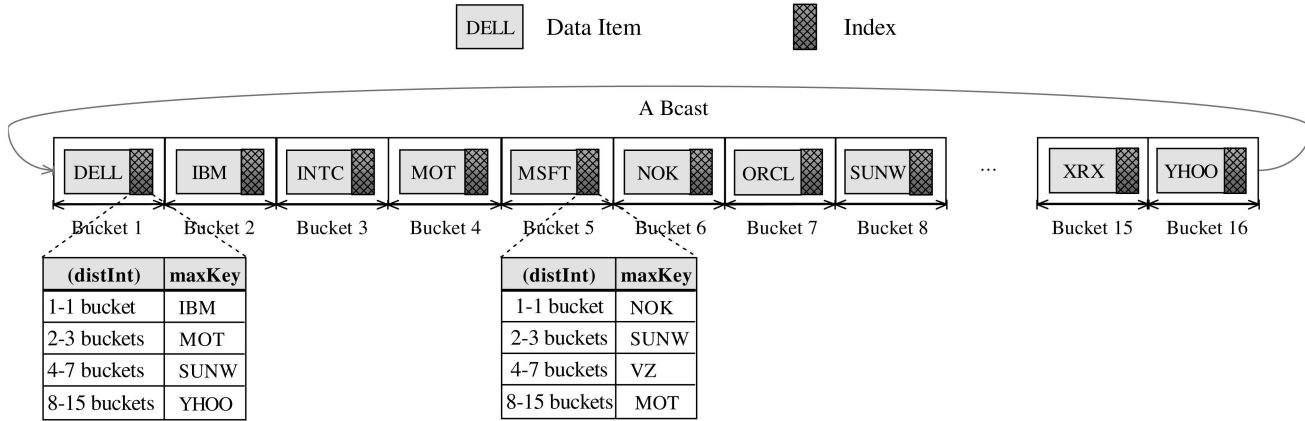 DELL Data Item Index
A Bcast
DELL IBM INTC MOT MSFT NOK ORCL SUNW ... XRX YHOO
Bucket 1 Bucket 2 Bucket 3 Bucket 4 Bucket 5 Bucket 6 Bucket 7 Bucket 8 Bucket 15 Bucket 16
(distInt) maxKey
1-1 bucket IBM
2-3 buckets MOT
4-7 buckets SUNW
8-15 buckets YHOO
(distInt) maxKey
1-1 bucket NOK
2-3 buckets SUNW
4-7 buckets VZ
8-15 buckets MOT